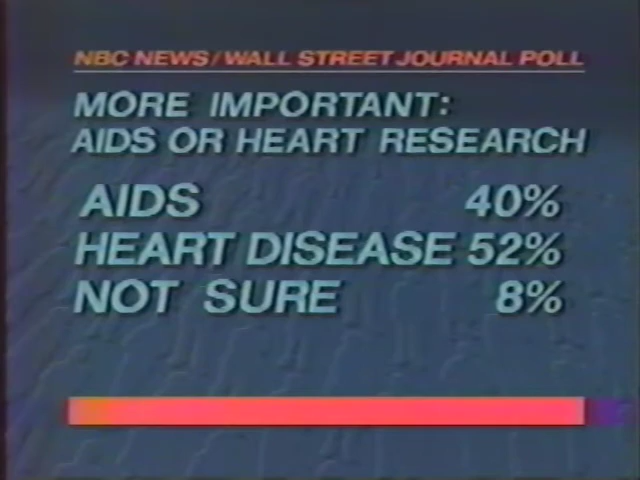 NBC NEWS/WALL STREET JOURNAL POLL
MORE IMPORTANT:
AIDS OR HEART RESEARCH
AIDS 40%
HEART DISEASE 52%
NOT SURE 8%